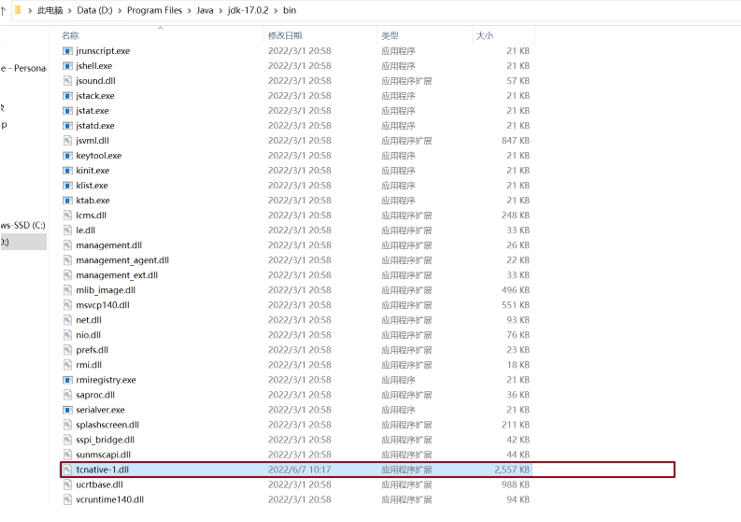 此电脑 > Data (D:) > Program Files > Java > jdk-17.0.2 > bin
名称 修改日期 类型 大小
jrunscript.exe 2022/3/1 20:58 应用程序 21 KB
e - Personal
jshell.exe 2022/3/1 20:58 应用程序 21 KB
jsound.dll 2022/3/1 20:58 应用程序扩展 57 KB
jstack.exe 2022/3/1 20:58 应用程序 21 KB
jstat.exe 2022/3/1 20:58 应用程序 21 KB
p
jstatd.exe 2022/3/1 20:58 应用程序 21 KB
jsvml.dll 2022/3/1 20:58 应用程序扩展 847 KB
keytool.exe 2022/3/1 20:58 应用程序 21 KB
kinit.exe 2022/3/1 20:58 应用程序 21 KB
klist.exe 2022/3/1 20:58 应用程序 21 KB
ktab.exe 2022/3/1 20:58 应用程序 21 KB
lcms.dll 2022/3/1 20:58 应用程序扩展 248 KB
ws-SSD (C:)
le.dll 2022/3/1 20:58 应用程序扩展 33 KB
D:)
management.dll 2022/3/1 20:58 应用程序扩展 26 KB
management_agent.dll 2022/3/1 20:58 应用程序扩展 22 KB
management_ext.dll 2022/3/1 20:58 应用程序扩展 33 KB
mlib_image.dll 2022/3/1 20:58 应用程序扩展 496 KB
msvcp140.dll 2022/3/1 20:58 应用程序扩展 551 KB
net.dll 2022/3/1 20:58 应用程序扩展 93 KB
nio.dll 2022/3/1 20:58 应用程序扩展 76 KB
prefs.dll 2022/3/1 20:58 应用程序扩展 23 KB
rmi.dll 2022/3/1 20:58 应用程序扩展 18 KB
rmiregistry.exe 2022/3/1 20:58 应用程序 21 KB
saproc.dll 2022/3/1 20:58 应用程序扩展 36 KB
serialver.exe 2022/3/1 20:58 应用程序 21 KB
splashscreen.dll 2022/3/1 20:58 应用程序扩展 211 KB
sspi_bridge.dll 2022/3/1 20:58 应用程序扩展 42 KB
sunmscapi.dll 2022/3/1 20:58 应用程序扩展 44 KB
tcnative-1.dll 2022/6/7 10:17 应用程序扩展 2,557 KB
ucrtbase.dll 2022/3/1 20:58 应用程序扩展 988 KB
vcruntime140.dll 2022/3/1 20:58 应用程序扩展 94 KB